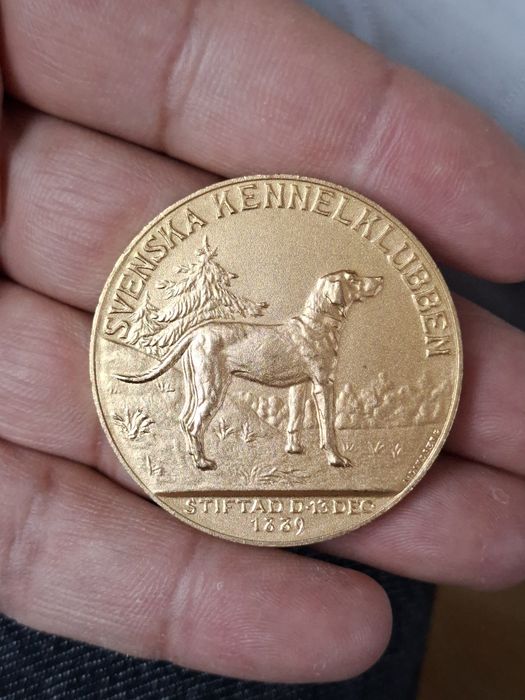 SVENSKA KENNELKLUBBEN
STIFTAD D·13 DEC
1889